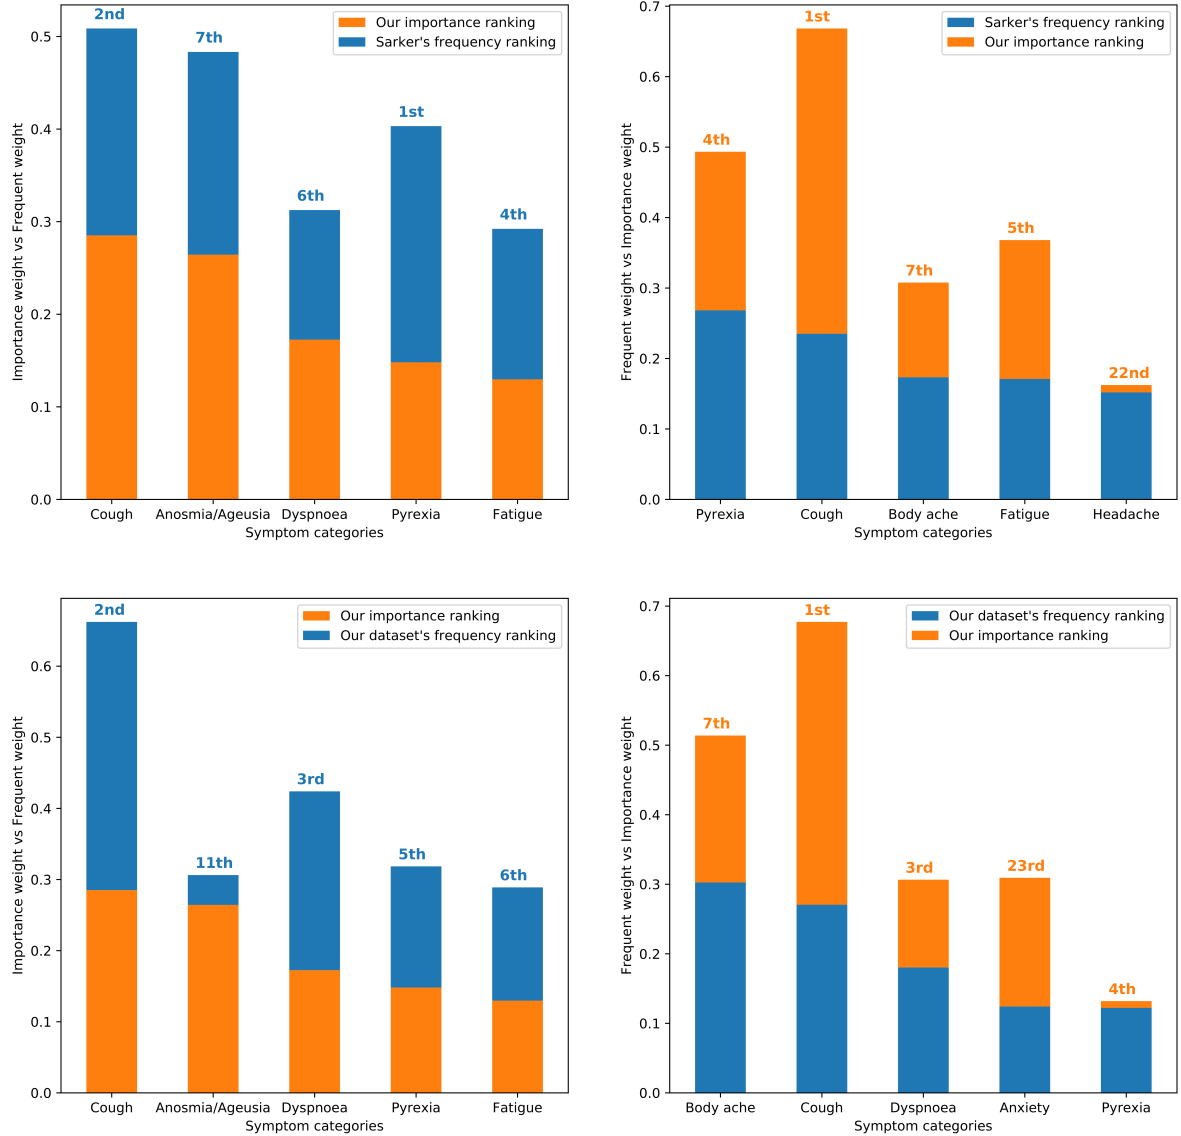 2nd
7th
6th
1st
4th
Our importance ranking
Sarker's frequency ranking
Importance weight vs Frequent weight
0.5
0.4
0.3
0.2
0.1
0.0
Cough
Anosmia/Ageusia
Dyspnoea
Pyrexia
Fatigue
Symptom categories
4th
1st
7th
5th
22nd
Sarker's frequency ranking
Our importance ranking
Frequent weight vs Importance weight
0.7
0.6
0.5
0.4
0.3
0.2
0.1
0.0
Pyrexia
Cough
Body ache
Fatigue
Headache
Symptom categories
2nd
11th
3rd
5th
6th
Our importance ranking
Our dataset's frequency ranking
Importance weight vs Frequent weight
0.6
0.5
0.4
0.3
0.2
0.1
0.0
Cough
Anosmia/Ageusia
Dyspnoea
Pyrexia
Fatigue
Symptom categories
7th
1st
3rd
23rd
4th
Our dataset's frequency ranking
Our importance ranking
Frequent weight vs Importance weight
0.7
0.6
0.5
0.4
0.3
0.2
0.1
0.0
Body ache
Cough
Dyspnoea
Anxiety
Pyrexia
Symptom categories